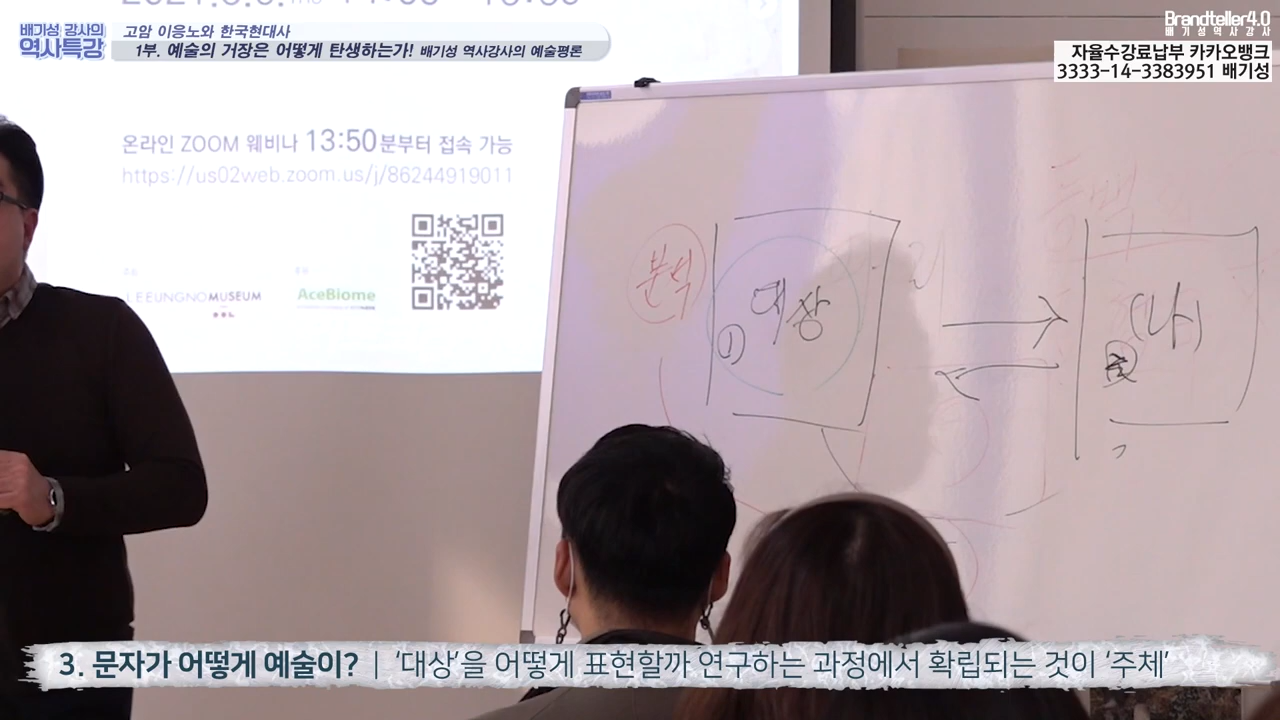 배기성 강사의
역사특강
고암 이응노와 한국현대사
1부. 예술의 거장은 어떻게 탄생하는가! 배기성 역사강사의 예술평론
Brandteller4.0
배기성역사강사
자율수강료납부 카카오뱅크
3333-14-3383951 배기성
온라인 ZOOM 웨비나 13:50분부터 접속 가능
https://us02web.zoom.us/j/86244919011
LEEUNGNOMUSEUM
AceBiome
분석
① 대상
(나)
3. 문자가 어떻게 예술이? | ‘대상’을 어떻게 표현할까 연구하는 과정에서 확립되는 것이 ‘주체’